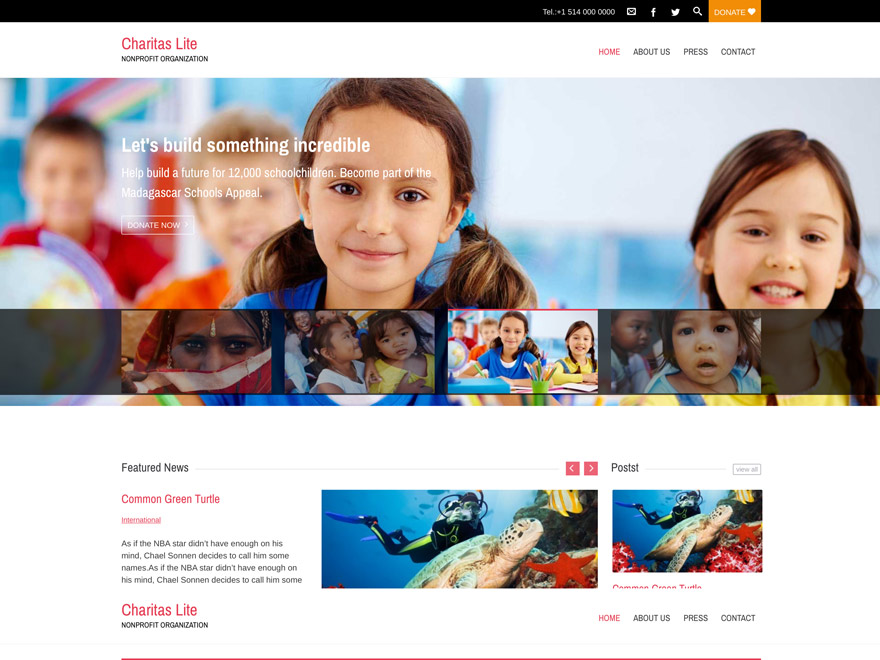 Tel.:+1 514 000 0000
DONATE
Charitas Lite
NONPROFIT ORGANIZATION
HOME ABOUT US PRESS CONTACT
Let's build something incredible
Help build a future for 12,000 schoolchildren. Become part of the
Madagascar Schools Appeal.
DONATE NOW
Featured News
Postst
view all
Common Green Turtle
International
As if the NBA star didn't have enough on his
mind, Chael Sonnen decides to call him some
names.As if the NBA star didn't have enough on
his mind, Chael Sonnen decides to call him some
Common Green Turtle
Charitas Lite
NONPROFIT ORGANIZATION
HOME ABOUT US PRESS CONTACT